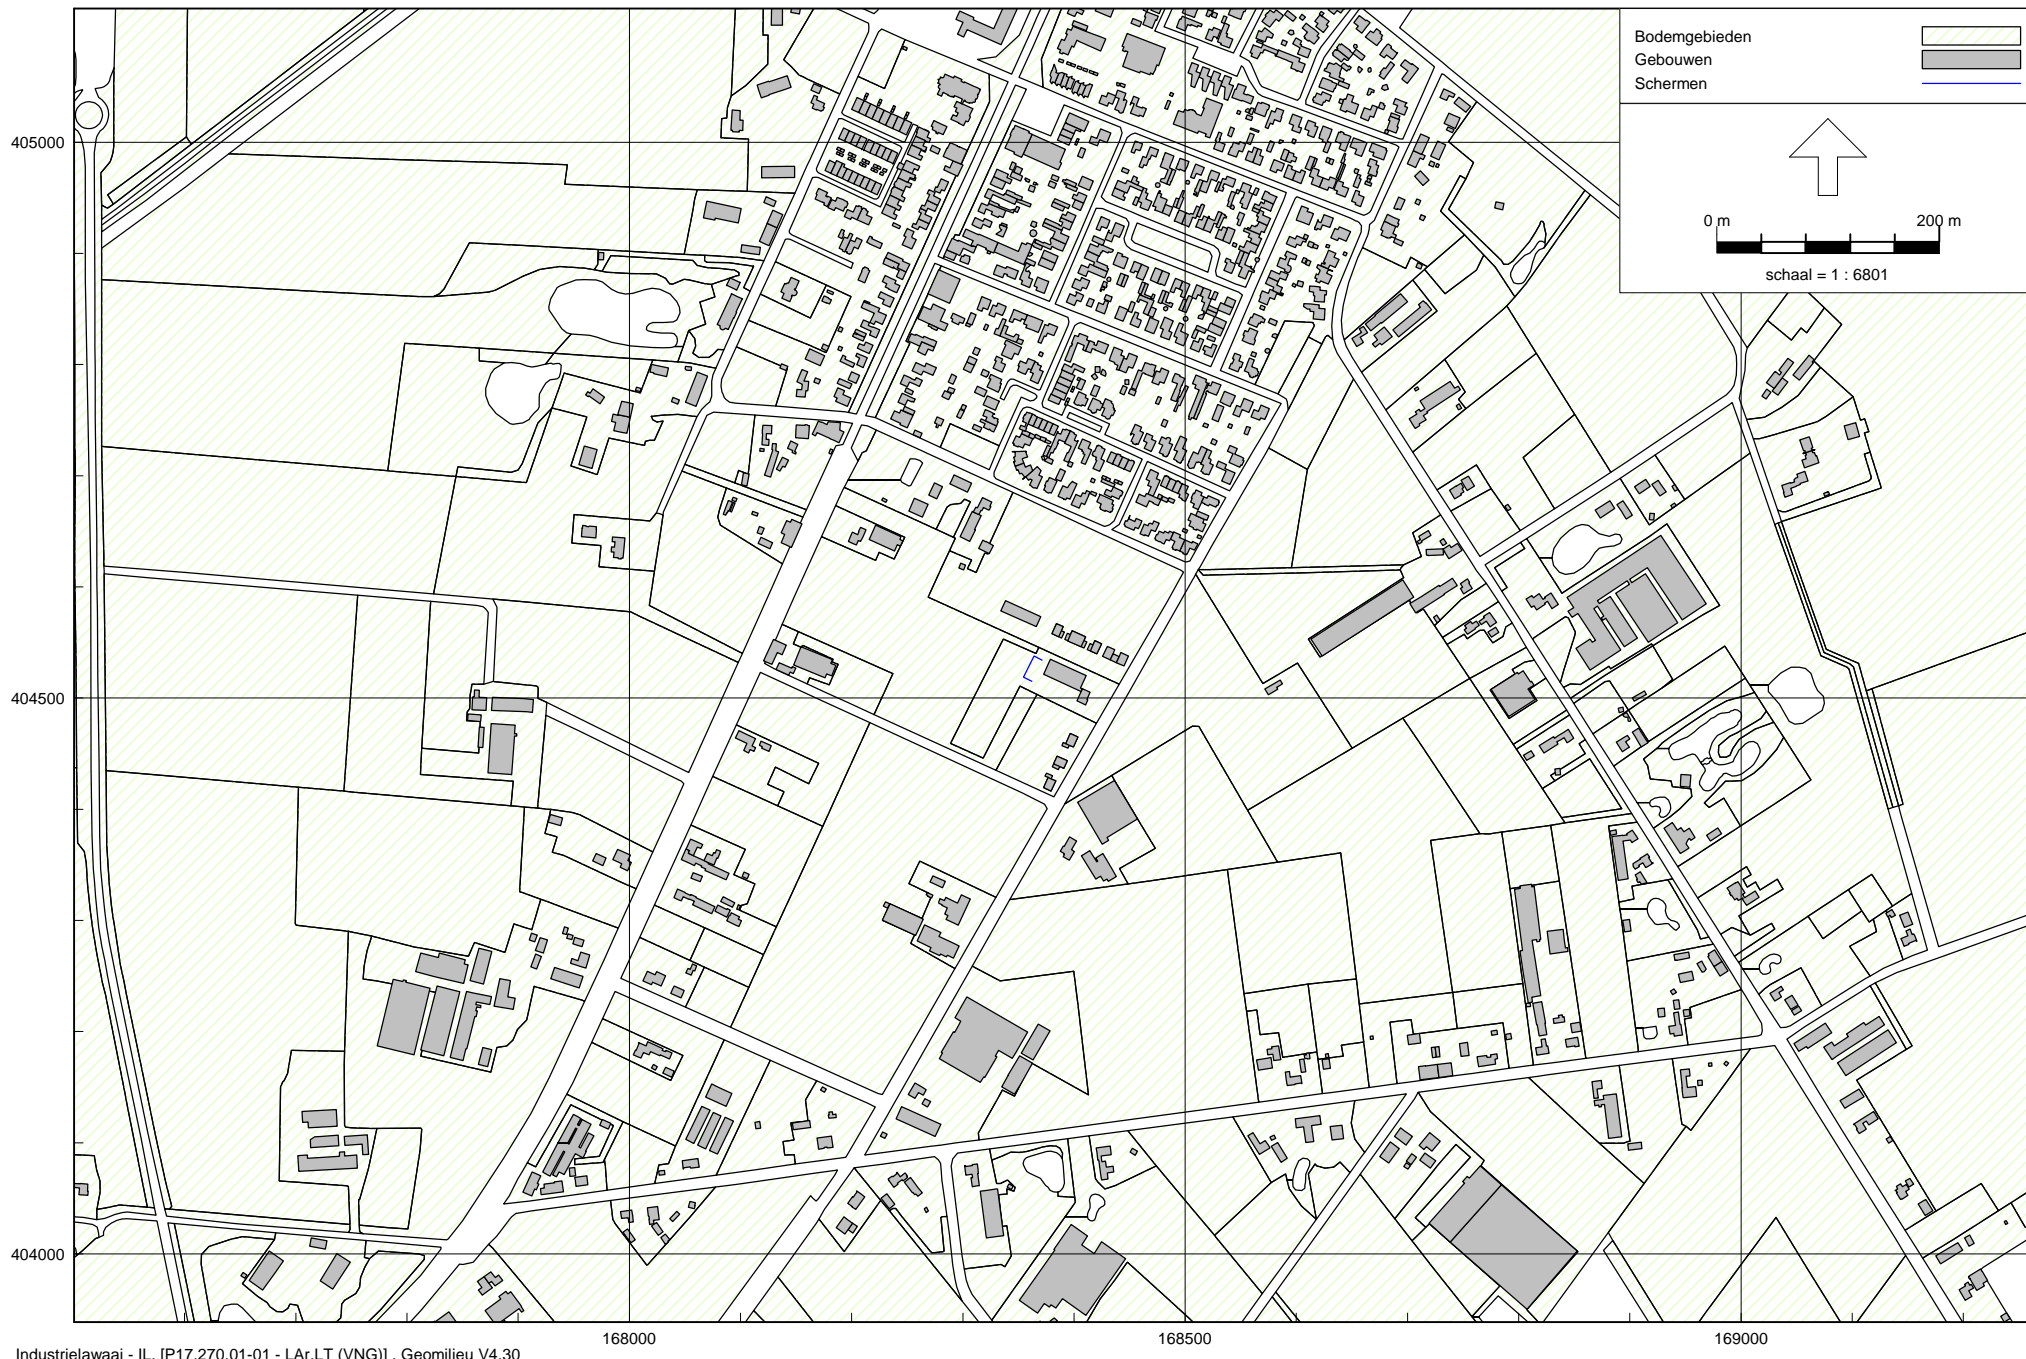 Bodemgebieden
Gebouwen
Schermen
0 m 200 m
schaal = 1 : 6801
405000
404500
404000
168000 168500 169000
Industrielawaai - IL, [P17.270.01-01 - LAr,LT (VNG)] , Geomilieu V4.30